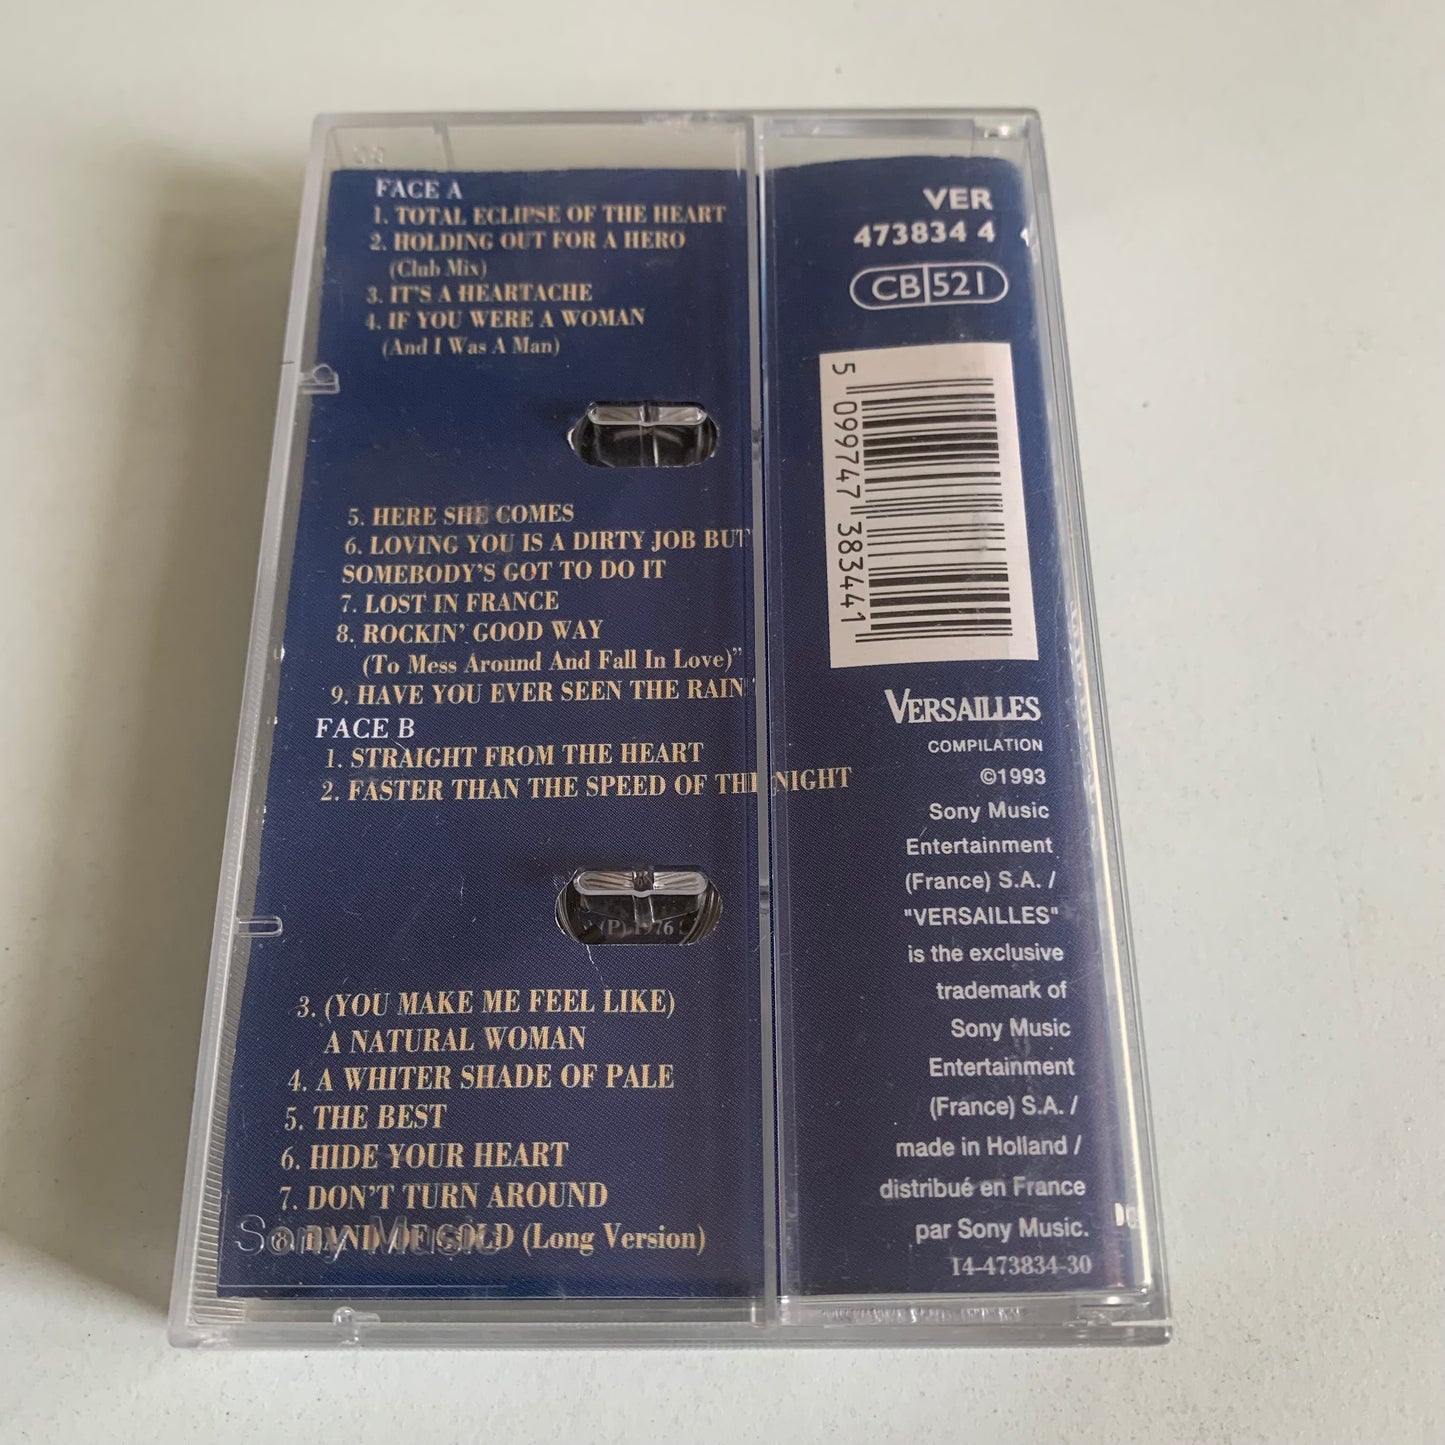 FACE A
1. TOTAL ECLIPSE OF THE HEART
2. HOLDING OUT FOR A HERO
(Club Mix)
3. IT'S A HEARTACHE
4. IF YOU WERE A WOMAN
(And I Was A Man)
5. HERE SHE COMES
6. LOVING YOU IS A DIRTY JOB BUT
SOMEBODY'S GOT TO DO IT
7. LOST IN FRANCE
8. ROCKIN' GOOD WAY
(To Mess Around And Fall In Love)"
9. HAVE YOU EVER SEEN THE RAIN
FACE B
1. STRAIGHT FROM THE HEART
2. FASTER THAN THE SPEED OF THE NIGHT
(P) 1976
3. (YOU MAKE ME FEEL LIKE)
A NATURAL WOMAN
4. A WHITER SHADE OF PALE
5. THE BEST
6. HIDE YOUR HEART
7. DON'T TURN AROUND
8. BAND OF GOLD (Long Version)
Sony Music
VER
473834 4
CB 521
5 099747 383441
VERSAILLES
COMPILATION
©1993
Sony Music
Entertainment
(France) S.A. /
"VERSAILLES"
is the exclusive
trademark of
Sony Music
Entertainment
(France) S.A. /
made in Holland /
distribué en France
par Sony Music.
14-473834-30